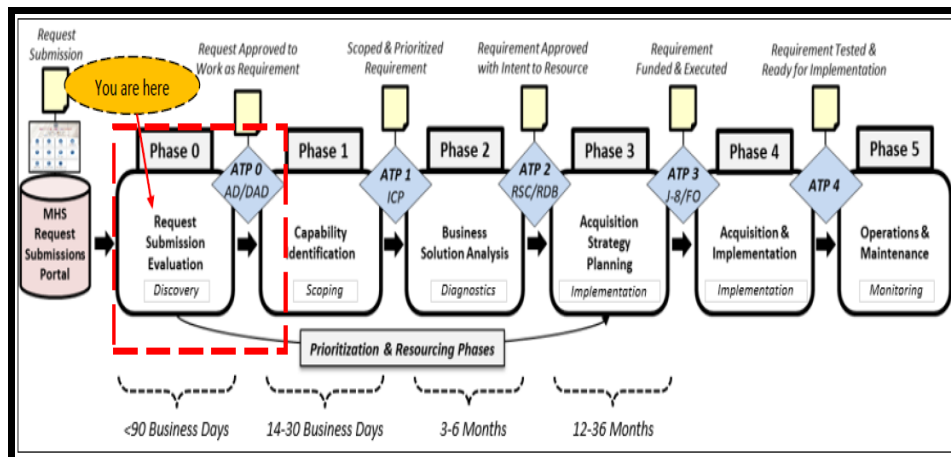 Request
Submission
Request Approved to
Work as Requirement
Scoped & Prioritized
Requirement
Requirement Approved
with Intent to Resource
Requirement
Funded & Executed
Requirement Tested &
Ready for Implementation
You are here
Phase 0
Phase 1
Phase 2
Phase 3
Phase 4
Phase 5
ATP 0
AD/DAD
ATP 1
ICP
ATP 2
RSC/RDB
ATP 3
J-8/FO
ATP 4
MHS
Request
Submissions
Portal
Request
Submission
Evaluation
Discovery
Capability
Identification
Scoping
Business
Solution Analysis
Diagnostics
Acquisition
Strategy
Planning
Implementation
Acquisition &
Implementation
Implementation
Operations &
Maintenance
Monitoring
Prioritization & Resourcing Phases
<90 Business Days
14-30 Business Days
3-6 Months
12-36 Months